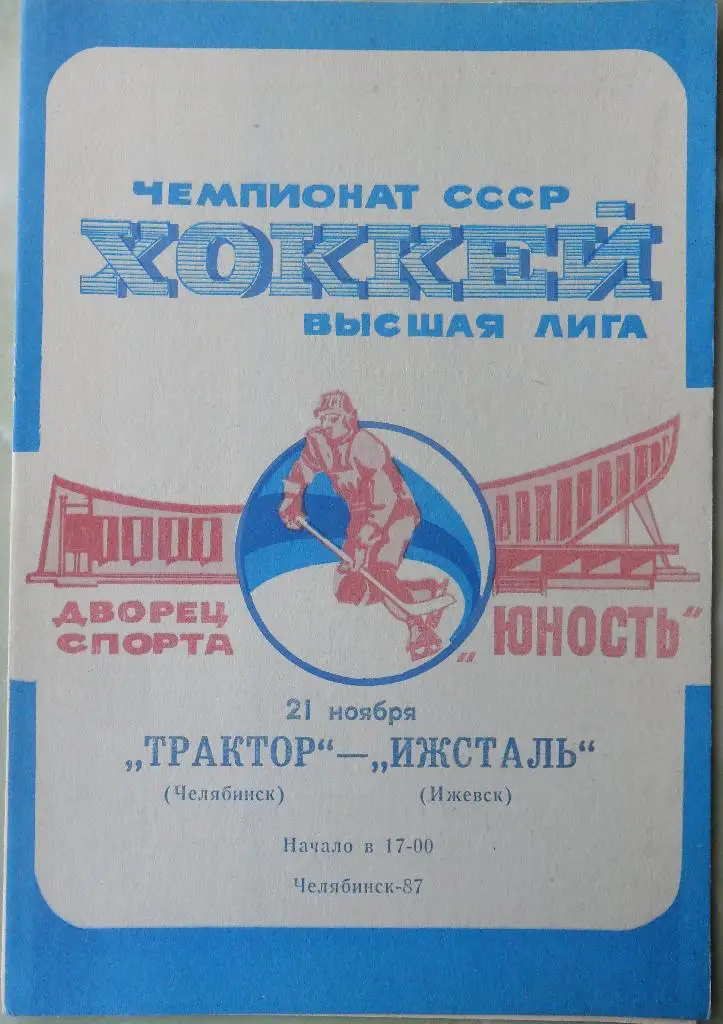 ЧЕМПИОНАТ СССР
ХОККЕЙ
ВЫСШАЯ ЛИГА
ДВОРЕЦ
СПОРТА
„ЮНОСТЬ“
21 ноября
„ТРАКТОР“—„ИЖСТАЛЬ“
(Челябинск) (Ижевск)
Начало в 17-00
Челябинск-87